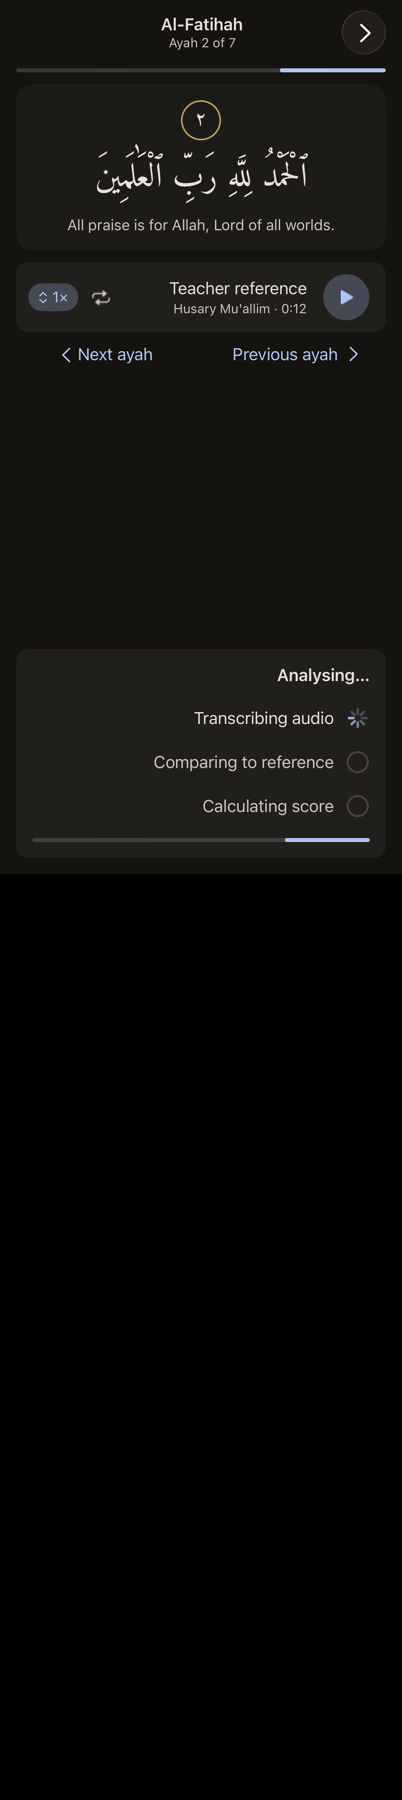 Al-Fatihah
Ayah 2 of 7
٢
ٱلْحَمْدُ لِلَّهِ رَبِّ ٱلْعَٰلَمِينَ
All praise is for Allah, Lord of all worlds.
1×
Teacher reference
Husary Mu'allim · 0:12
Next ayah
Previous ayah
Analysing...
Transcribing audio
Comparing to reference
Calculating score